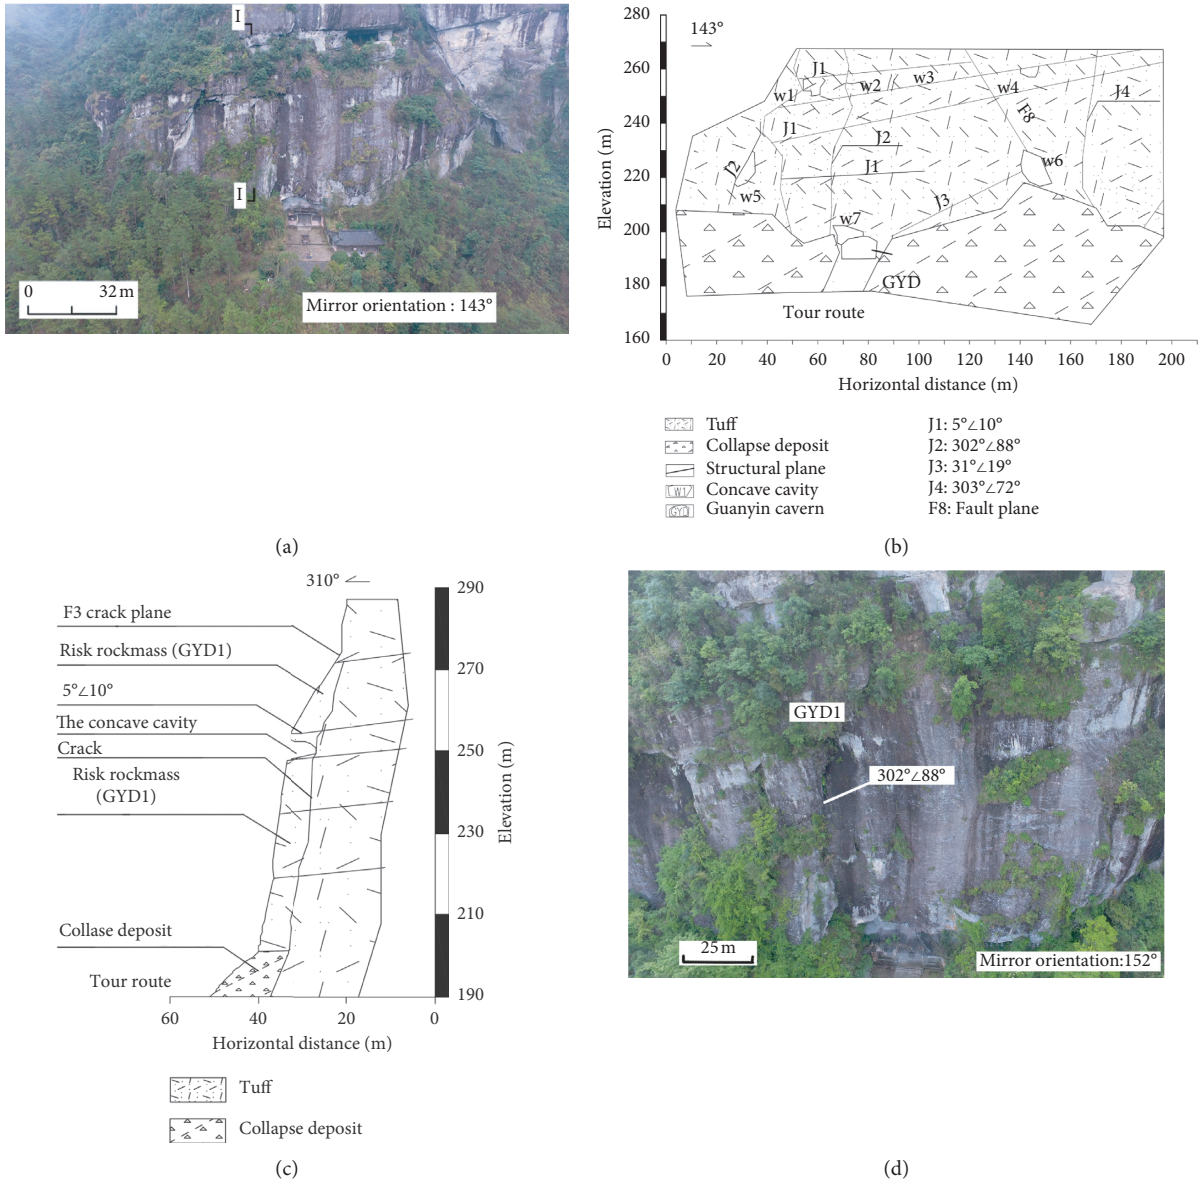 I
I
0 32 m
Mirror orientation : 143°
(a)
280
260
240
220
200
180
160
Elevation (m)
143°
J1
w1
w2
w3
w4
J4
F8
J1
J2
J1
J2
w5
w6
J3
w7
GYD
Tour route
0 20 40 60 80 100 120 140 160 180 200
Horizontal distance (m)
Tuff
Collapse deposit
Structural plane
W1 Concave cavity
GYD Guanyin cavern
J1: 5°∠10°
J2: 302°∠88°
J3: 31°∠19°
J4: 303°∠72°
F8: Fault plane
(b)
310°
F3 crack plane
Risk rockmass (GYD1)
5°∠10°
The concave cavity
Crack
Risk rockmass
(GYD1)
Collase deposit
Tour route
290
270
250
230
210
190
Elevation (m)
60 40 20 0
Horizontal distance (m)
Tuff
Collapse deposit
(c)
GYD1
302°∠88°
25 m
Mirror orientation:152°
(d)